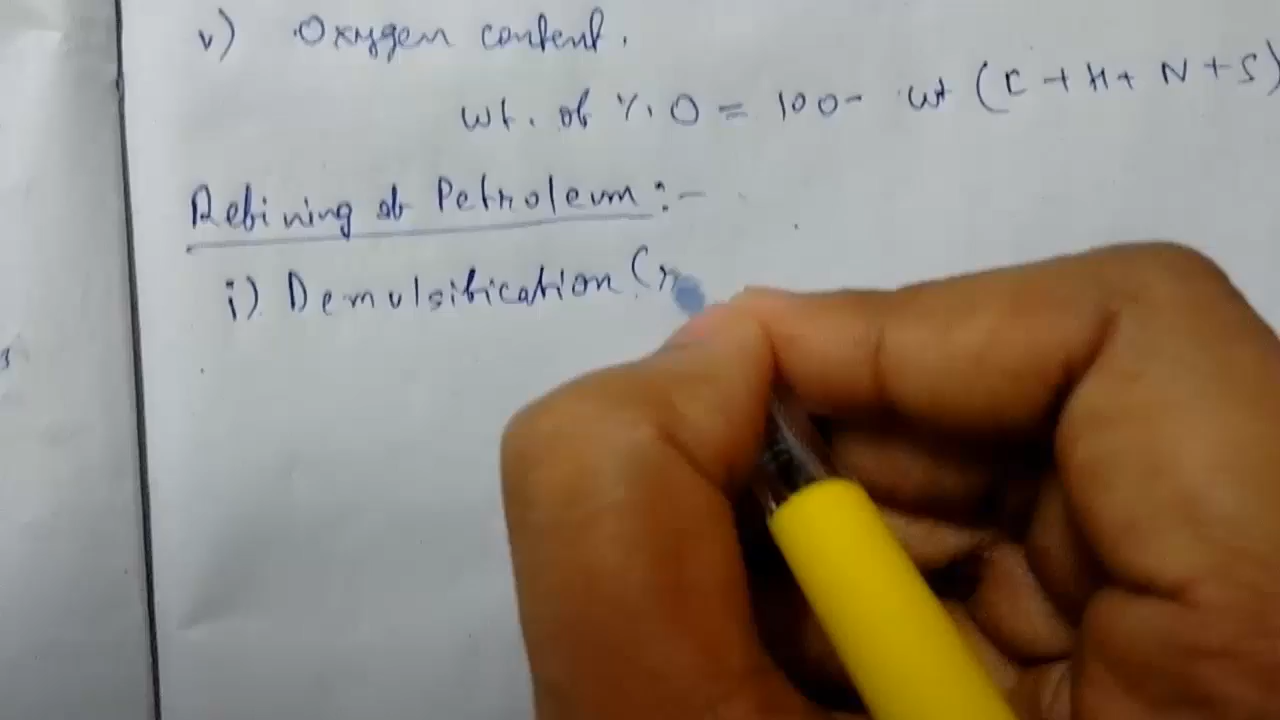 v) Oxygen content.
wt. of % O = 100 - wt (C + H + N + S)
Refining of Petroleum :-
i) Demulsification (